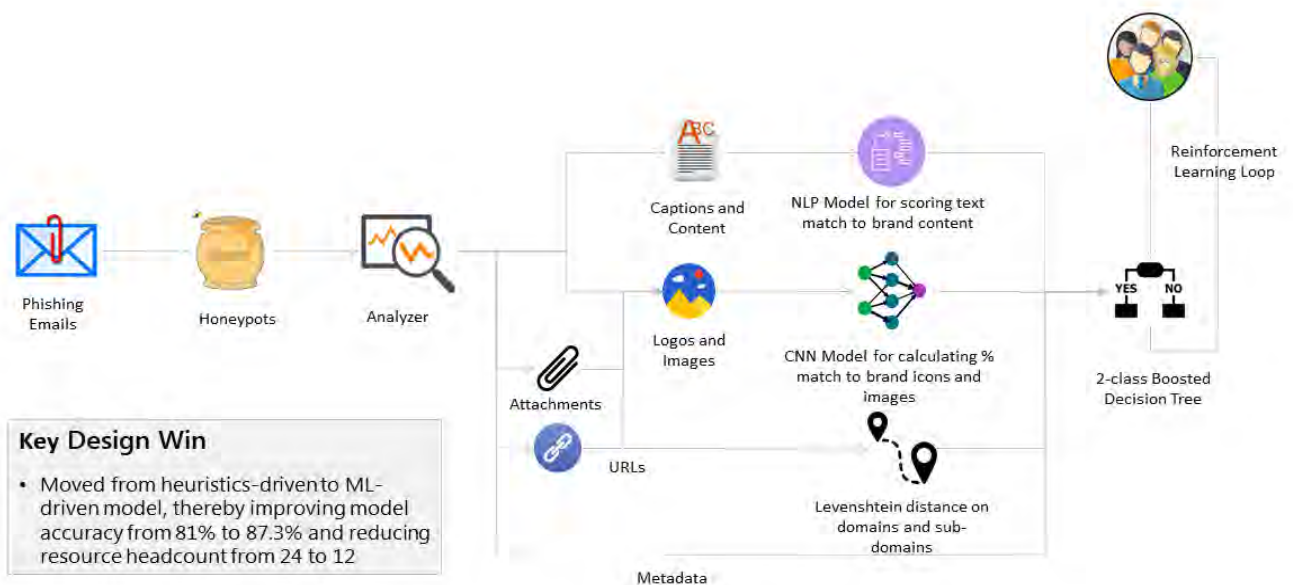 ABC
Captions and
Content
NLP Model for scoring text
match to brand content
Reinforcement
Learning Loop
Phishing
Emails
Honeypots
Analyzer
Logos and
Images
CNN Model for calculating %
match to brand icons and
images
YES NO
2-class Boosted
Decision Tree
Attachments
URLs
Levenshtein distance on
domains and sub-
domains
Metadata
Key Design Win
• Moved from heuristics-driven to ML-
driven model, thereby improving model
accuracy from 81% to 87.3% and reducing
resource headcount from 24 to 12